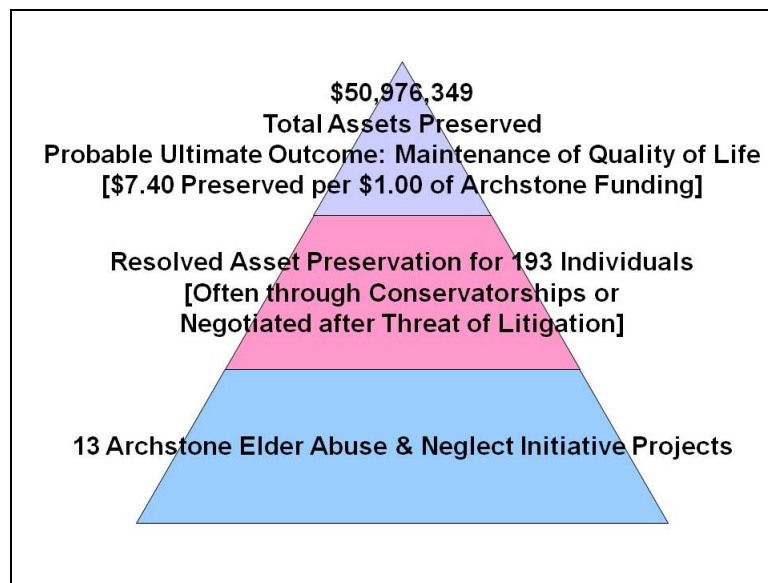 $50,976,349
Total Assets Preserved
Probable Ultimate Outcome: Maintenance of Quality of Life
[$7.40 Preserved per $1.00 of Archstone Funding]
Resolved Asset Preservation for 193 Individuals
[Often through Conservatorships or
Negotiated after Threat of Litigation]
13 Archstone Elder Abuse & Neglect Initiative Projects